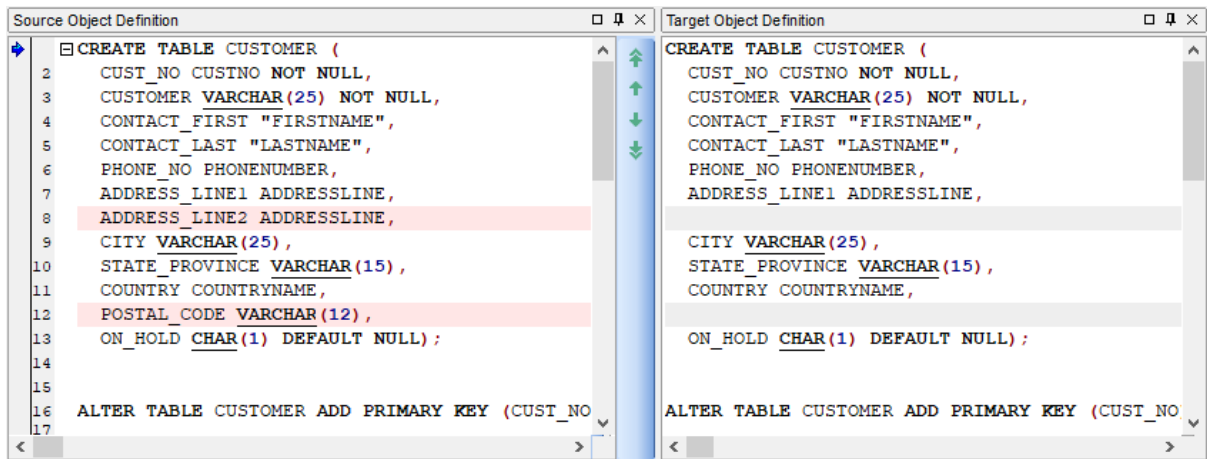 Source Object Definition
CREATE TABLE CUSTOMER (
2 CUST_NO CUSTNO NOT NULL,
3 CUSTOMER VARCHAR(25) NOT NULL,
4 CONTACT_FIRST "FIRSTNAME",
5 CONTACT_LAST "LASTNAME",
6 PHONE_NO PHONENUMBER,
7 ADDRESS_LINE1 ADDRESSLINE,
8 ADDRESS_LINE2 ADDRESSLINE,
9 CITY VARCHAR(25),
10 STATE_PROVINCE VARCHAR(15),
11 COUNTRY COUNTRYNAME,
12 POSTAL_CODE VARCHAR(12),
13 ON_HOLD CHAR(1) DEFAULT NULL);
14
15
16 ALTER TABLE CUSTOMER ADD PRIMARY KEY (CUST_NO
17
Target Object Definition
CREATE TABLE CUSTOMER (
CUST_NO CUSTNO NOT NULL,
CUSTOMER VARCHAR(25) NOT NULL,
CONTACT_FIRST "FIRSTNAME",
CONTACT_LAST "LASTNAME",
PHONE_NO PHONENUMBER,
ADDRESS_LINE1 ADDRESSLINE,
CITY VARCHAR(25),
STATE_PROVINCE VARCHAR(15),
COUNTRY COUNTRYNAME,
ON_HOLD CHAR(1) DEFAULT NULL);
ALTER TABLE CUSTOMER ADD PRIMARY KEY (CUST_NO